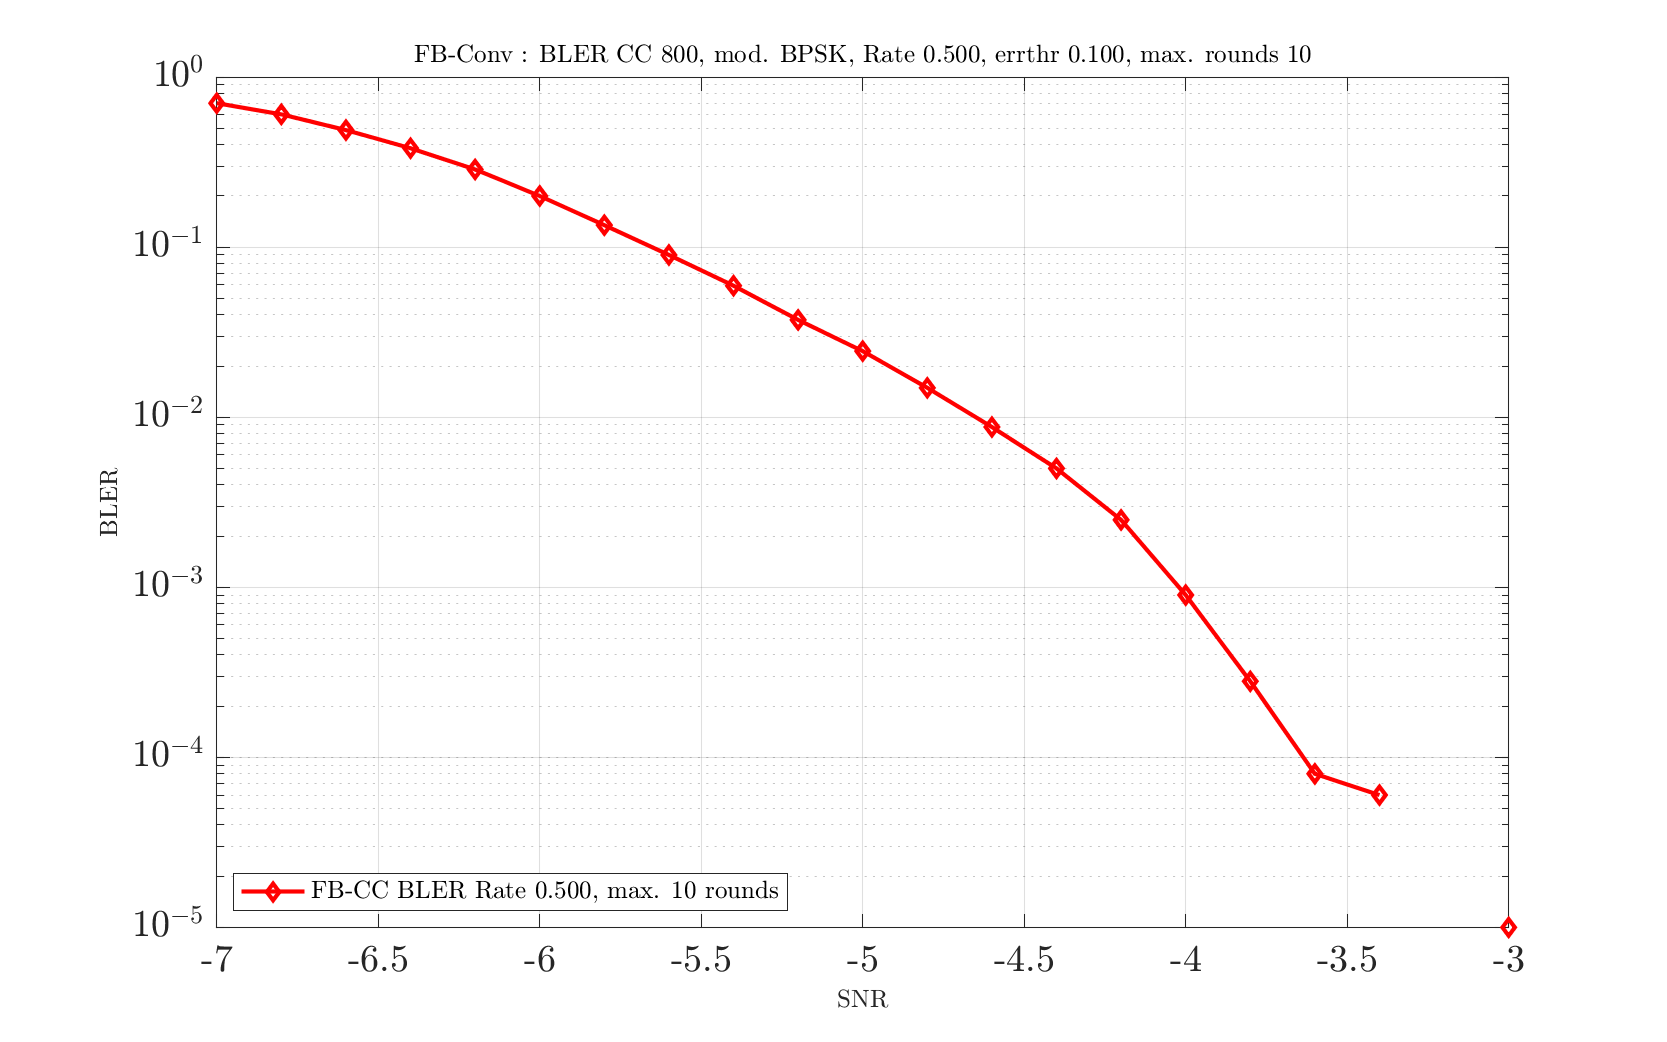 FB-Conv : BLER CC 800, mod. BPSK, Rate 0.500, errthr 0.100, max. rounds 10
10^0
10^-1
10^-2
10^-3
10^-4
10^-5
BLER
FB-CC BLER Rate 0.500, max. 10 rounds
-7 -6.5 -6 -5.5 -5 -4.5 -4 -3.5 -3
SNR